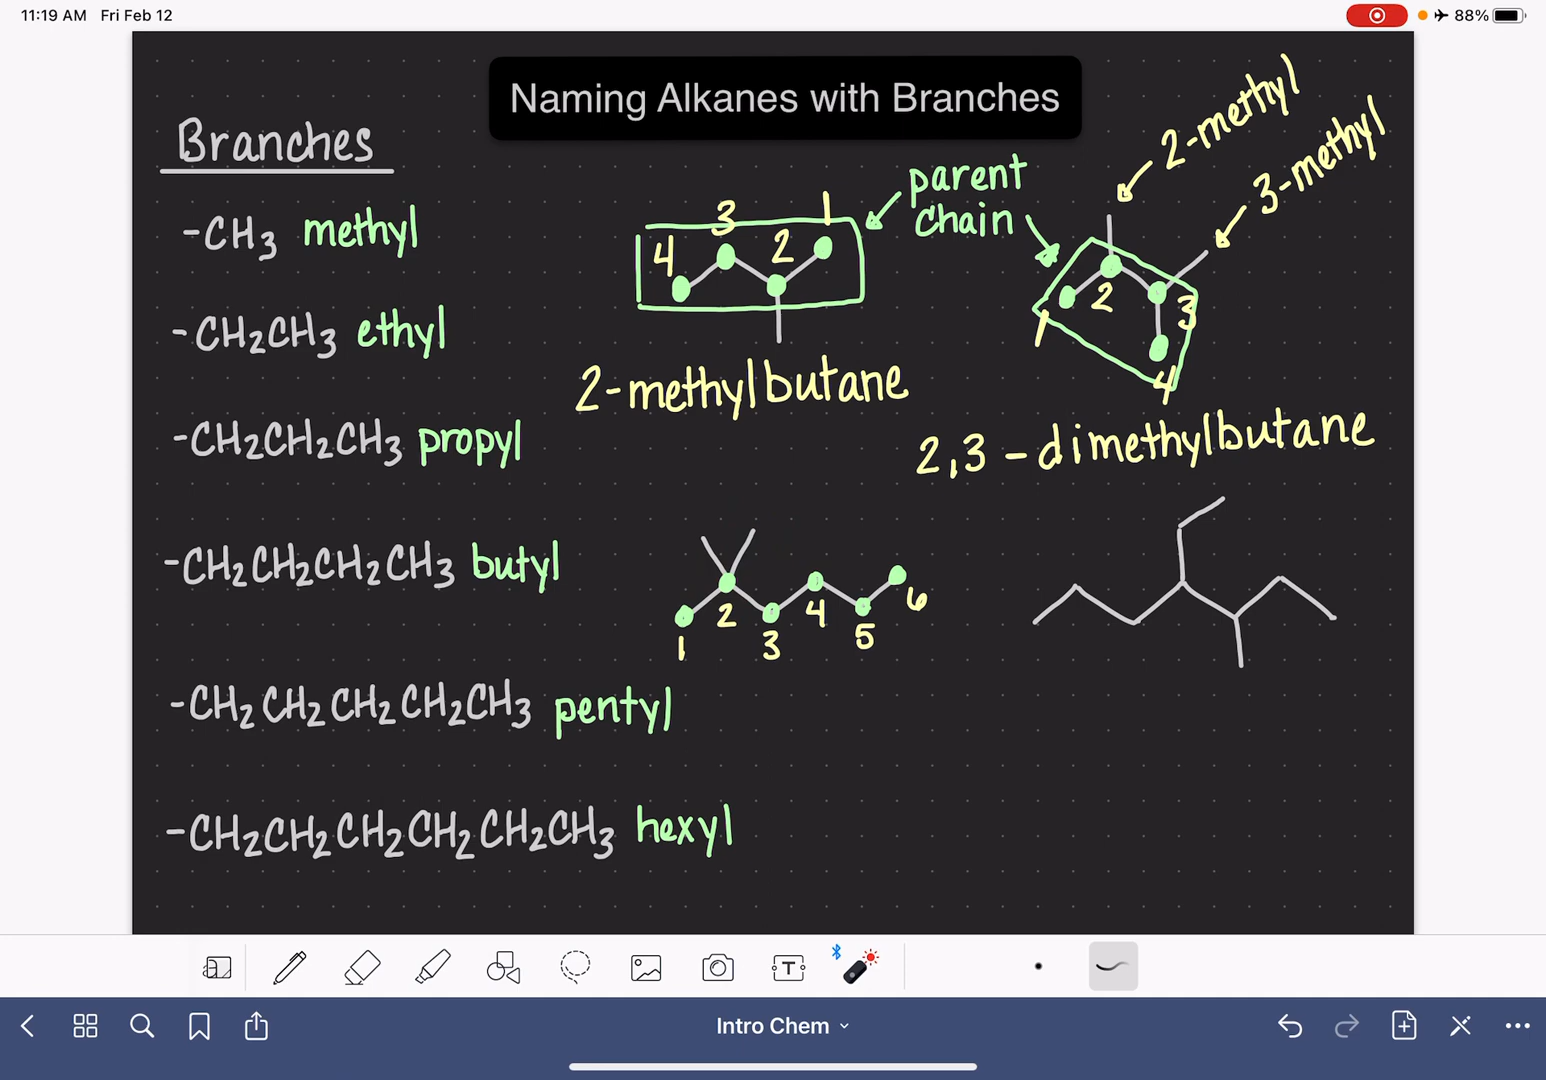 11:19 AM Fri Feb 12
88%
Naming Alkanes with Branches
Branches
-CH3 methyl
-CH2CH3 ethyl
-CH2CH2CH3 propyl
-CH2CH2CH2CH3 butyl
-CH2CH2CH2CH2CH3 pentyl
-CH2CH2CH2CH2CH2CH3 hexyl
parent
chain
4 3 2 1
2-methylbutane
2-methyl
3-methyl
1 2 3 4
2,3-dimethylbutane
1 2 3 4 5 6
a
T
Intro Chem